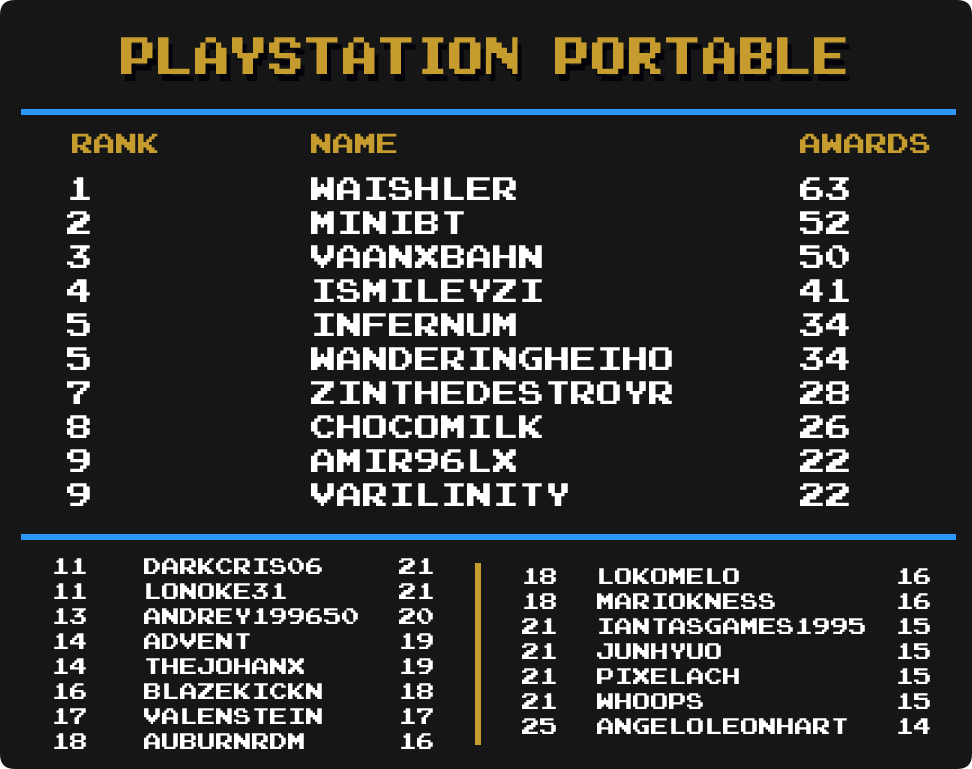 PLAYSTATION PORTABLE
RANK NAME AWARDS
1 WAISHLER 63
2 MINIBT 52
3 VAANXBAHN 50
4 ISMILEYZI 41
5 INFERNUM 34
5 WANDERINGHEIHO 34
7 ZINTHEDESTROYR 28
8 CHOCOMILK 26
9 AMIR96LX 22
9 VARILINITY 22
11 DARKCRIS06 21
11 LONOKE31 21
13 ANDREY199650 20
14 ADVENT 19
14 THEJOHANX 19
16 BLAZEKICKN 18
17 VALENSTEIN 17
18 AUBURNRDM 16
18 LOKOMELO 16
18 MARIOKNESS 16
21 IANTASGAMES1995 15
21 JUNHYUO 15
21 PIXELACH 15
21 WHOOPS 15
25 ANGELOLEONHART 14